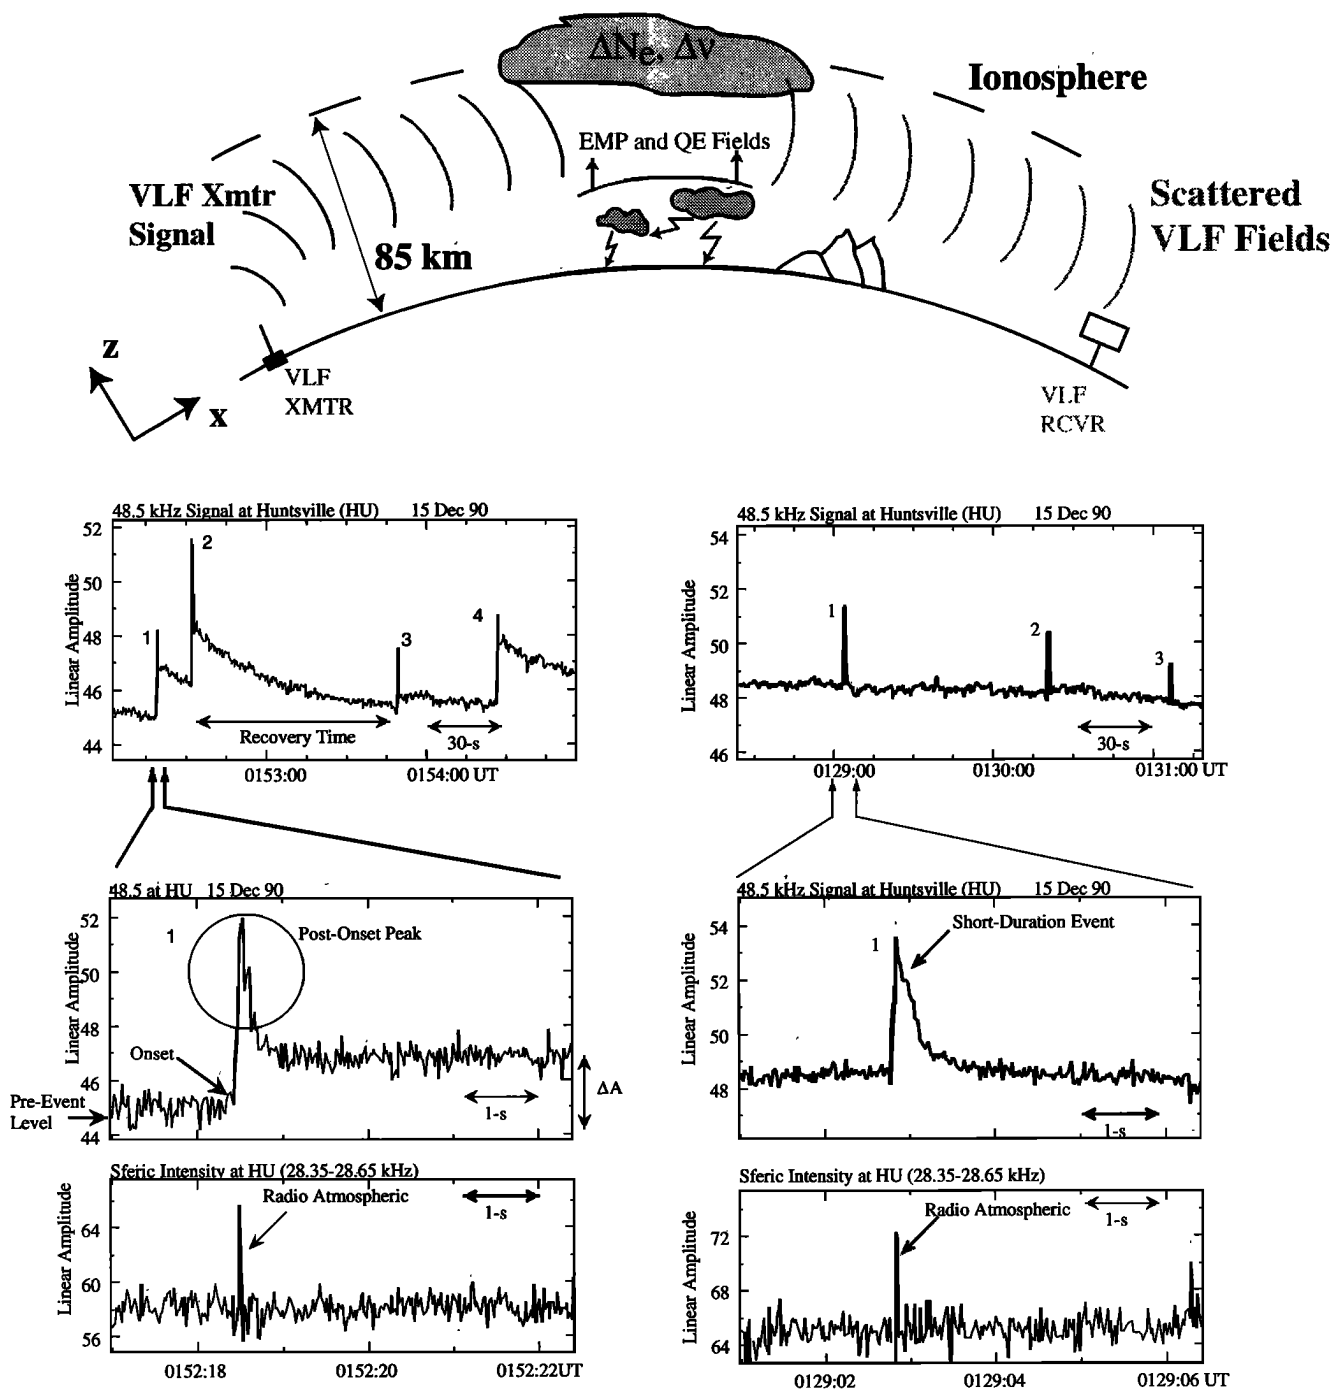 ΔNe, Δν
Ionosphere
EMP and QE Fields
VLF Xmtr
Signal
Scattered
VLF Fields
85 km
z
x
VLF
XMTR
VLF
RCVR
48.5 kHz Signal at Huntsville (HU) 15 Dec 90
Linear Amplitude
52
50
48
46
44
1
2
3
4
Recovery Time
30-s
0153:00
0154:00 UT
48.5 kHz Signal at Huntsville (HU) 15 Dec 90
Linear Amplitude
54
52
50
48
46
1
2
3
30-s
0129:00
0130:00
0131:00 UT
48.5 at HU 15 Dec 90
Linear Amplitude
52
50
48
46
44
1
Post-Onset Peak
Onset
Pre-Event
Level
1-s
ΔA
48.5 kHz Signal at Huntsville (HU) 15 Dec 90
Linear Amplitude
54
52
50
48
1
Short-Duration Event
1-s
Sferic Intensity at HU (28.35-28.65 kHz)
Linear Amplitude
64
60
56
Radio Atmospheric
1-s
0152:18
0152:20
0152:22UT
Sferic Intensity at HU (28.35-28.65 kHz)
Linear Amplitude
72
68
64
Radio Atmospheric
1-s
0129:02
0129:04
0129:06 UT